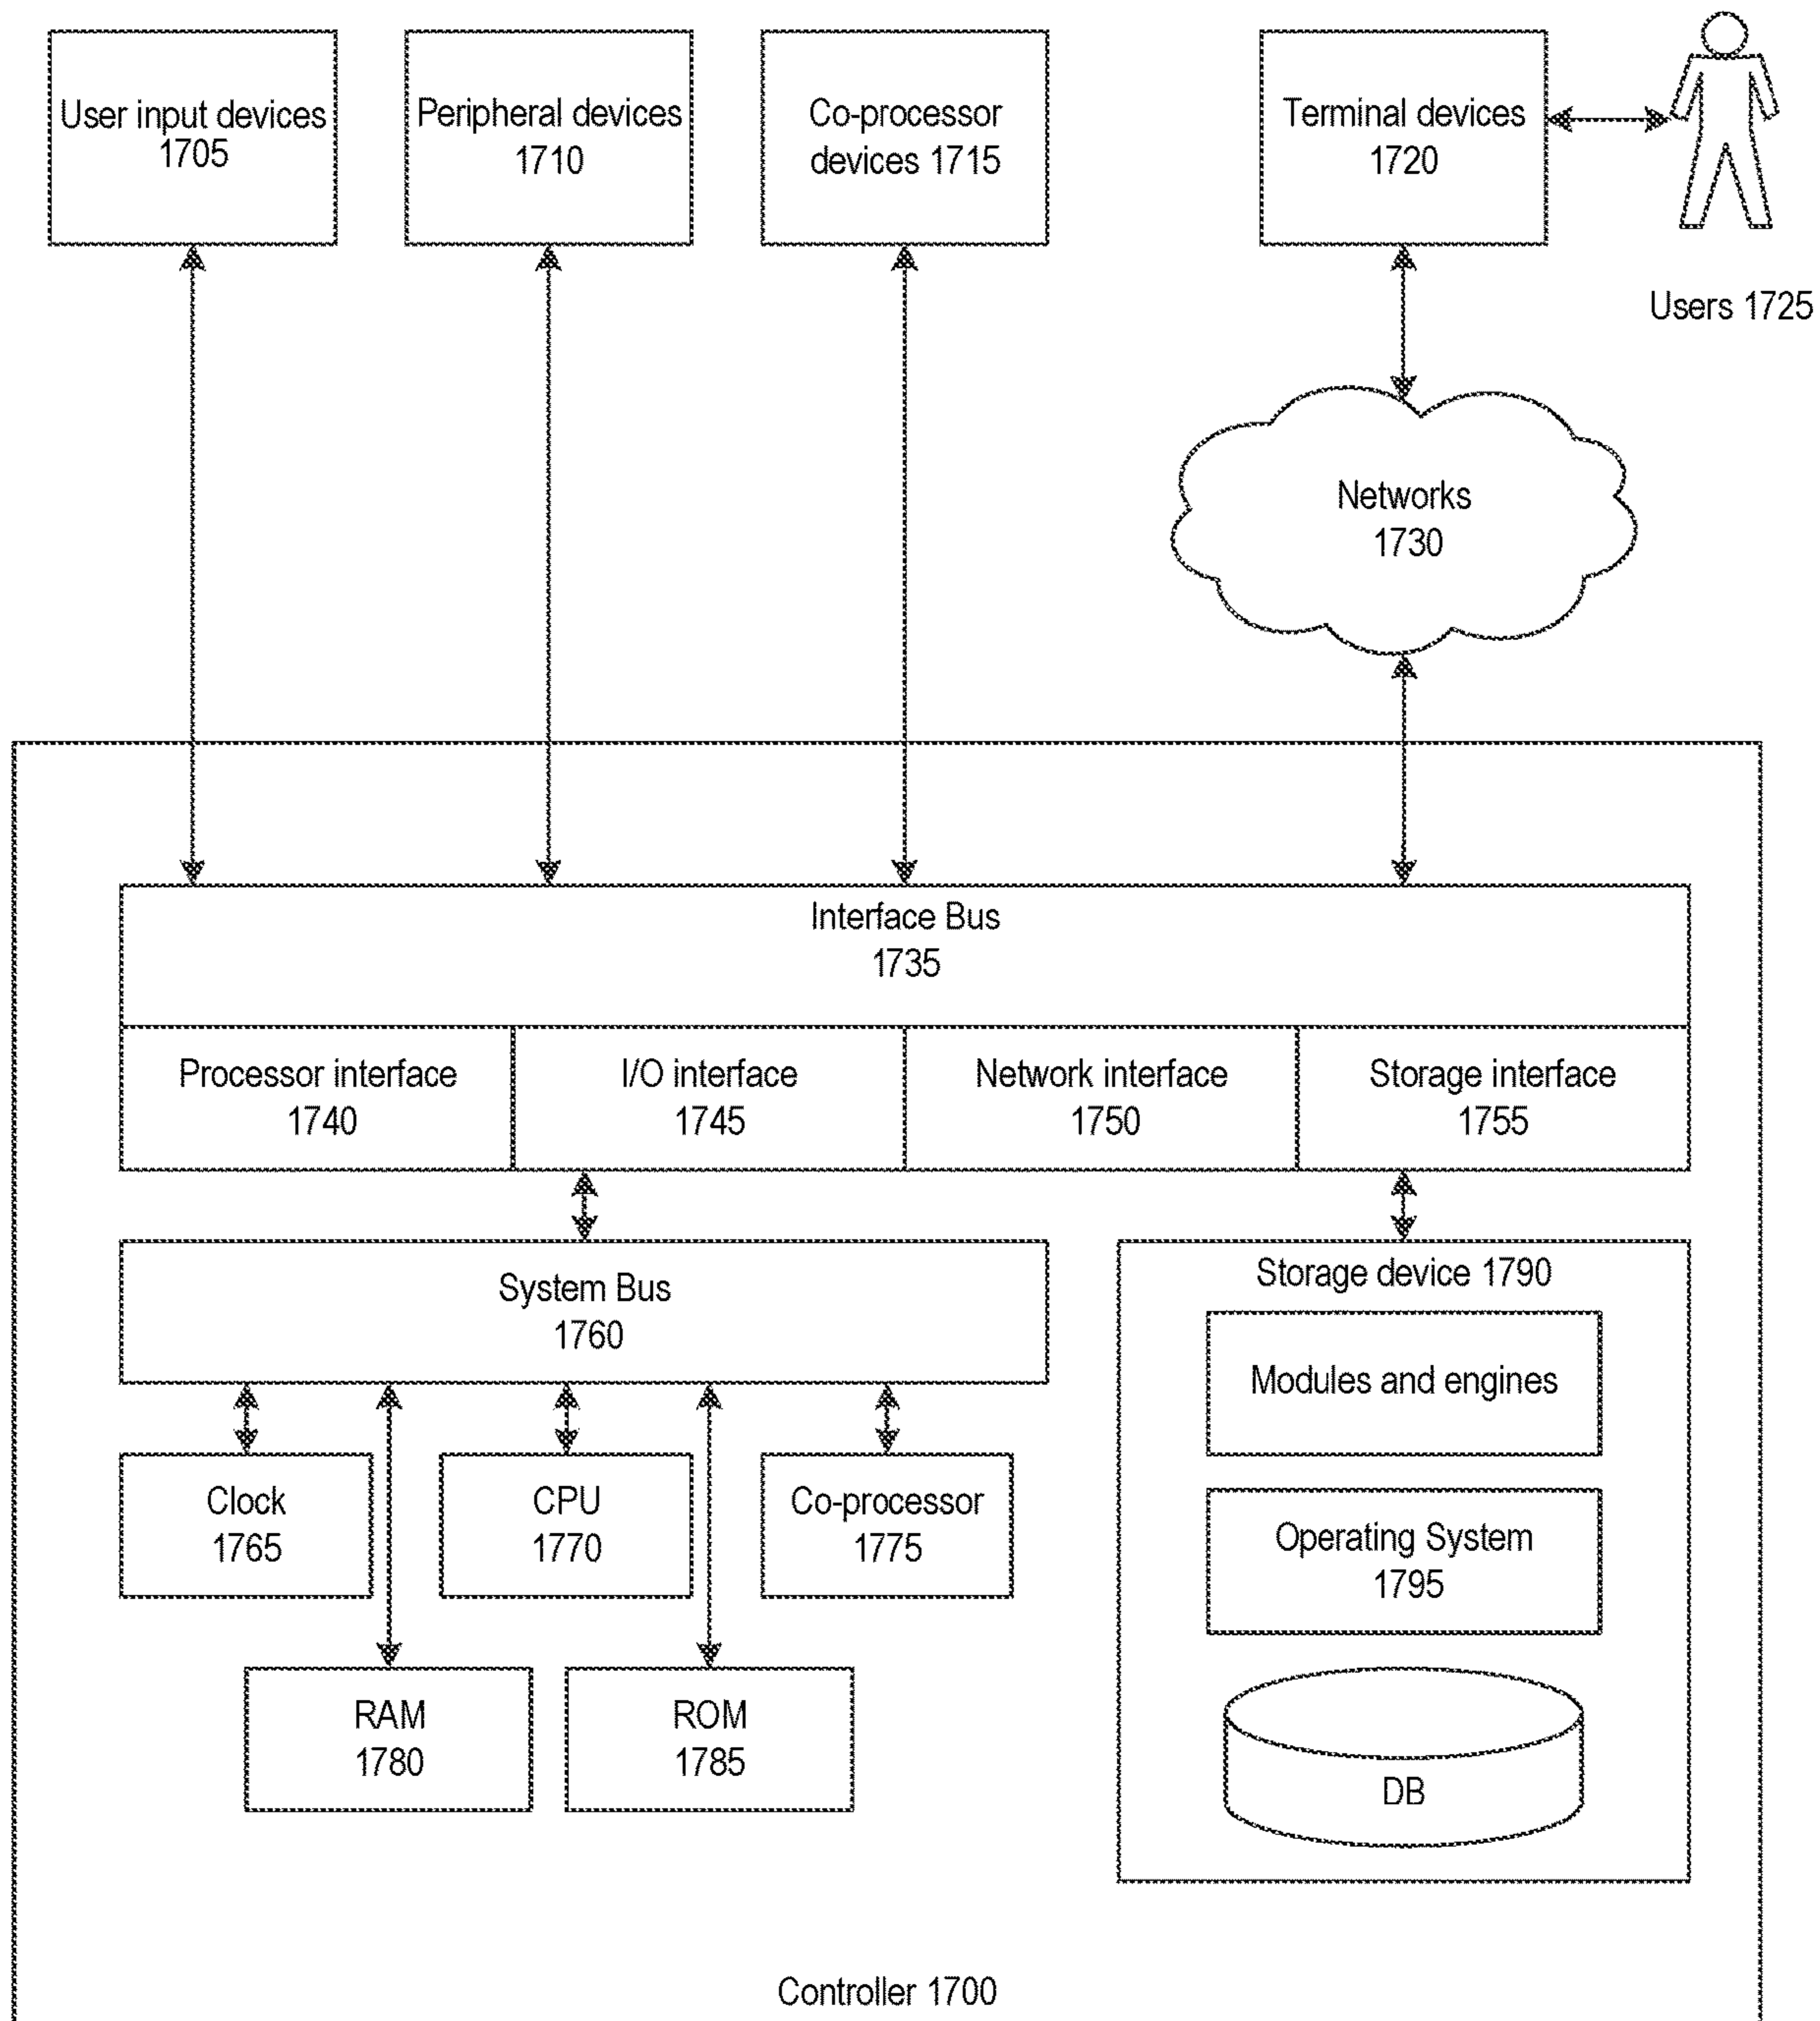 User input devices
1705
Peripheral devices
1710
Co-processor
devices 1715
Terminal devices
1720
Users 1725
Networks
1730
Interface Bus
1735
Processor interface
1740
I/O interface
1745
Network interface
1750
Storage interface
1755
System Bus
1760
Storage device 1790
Modules and engines
Clock
1765
CPU
1770
Co-processor
1775
Operating System
1795
RAM
1780
ROM
1785
DB
Controller 1700